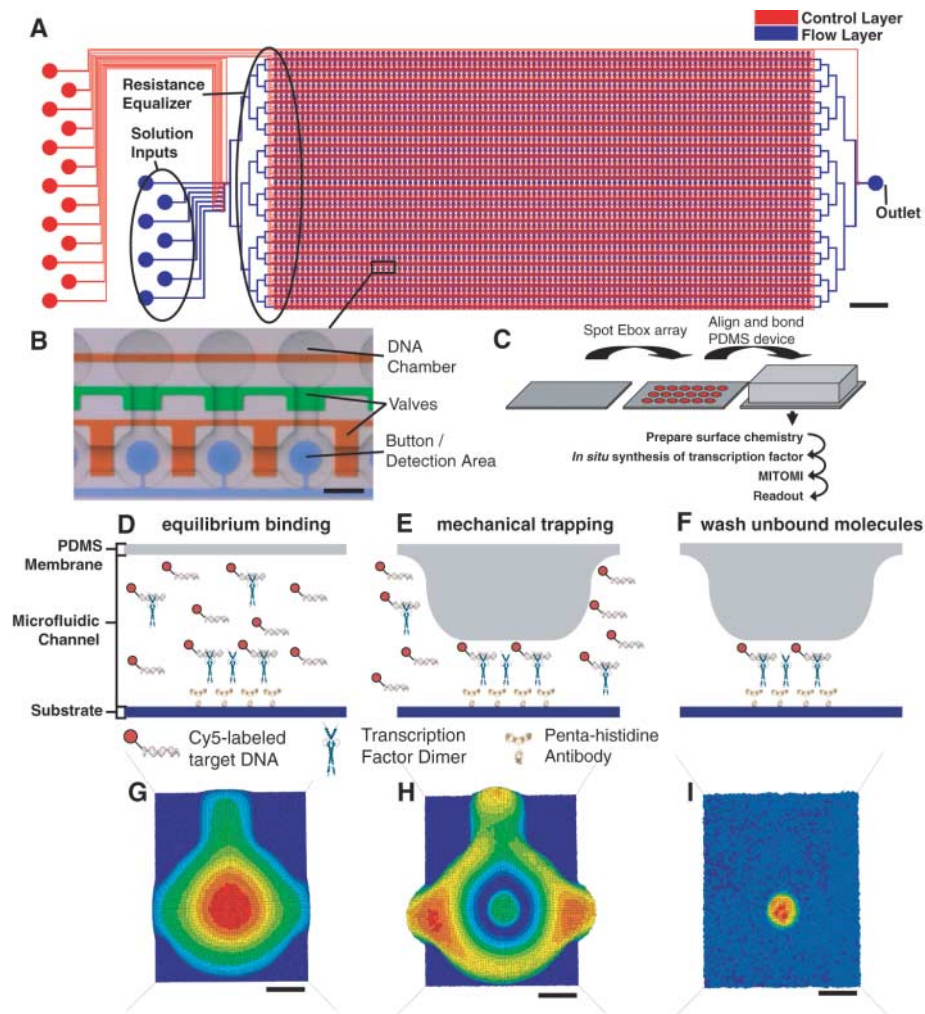 A
Control Layer
Flow Layer
Resistance
Equalizer
Solution
Inputs
Outlet
B
DNA
Chamber
Valves
Button /
Detection Area
C
Spot Ebox array
Align and bond
PDMS device
Prepare surface chemistry
In situ synthesis of transcription factor
MITOMI
Readout
D
equilibrium binding
E
mechanical trapping
F
wash unbound molecules
PDMS
Membrane
Microfluidic
Channel
Substrate
Cy5-labeled
target DNA
Transcription
Factor Dimer
Penta-histidine
Antibody
G
H
I